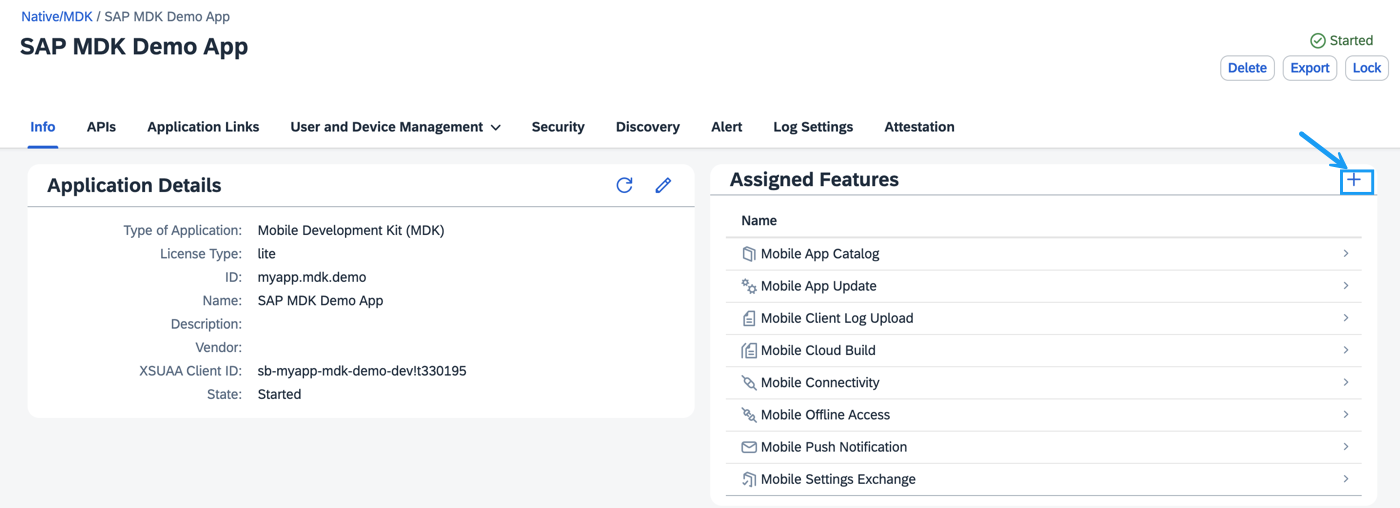 Native/MDK / SAP MDK Demo App
SAP MDK Demo App
Started
Delete Export Lock
Info APIs Application Links User and Device Management Security Discovery Alert Log Settings Attestation
Application Details
Type of Application: Mobile Development Kit (MDK)
License Type: lite
ID: myapp.mdk.demo
Name: SAP MDK Demo App
Description:
Vendor:
XSUAA Client ID: sb-myapp-mdk-demo-dev!t330195
State: Started
Assigned Features
Name
Mobile App Catalog
Mobile App Update
Mobile Client Log Upload
Mobile Cloud Build
Mobile Connectivity
Mobile Offline Access
Mobile Push Notification
Mobile Settings Exchange